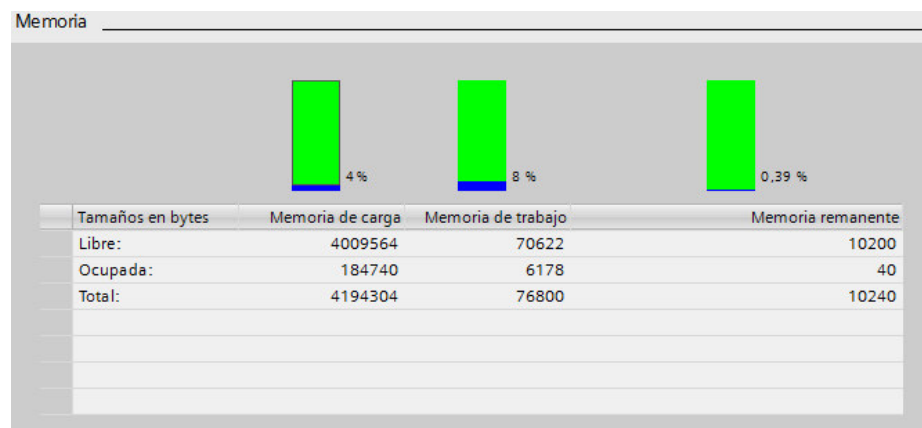 Memoria
4 % 8 % 0,39 %
Tamaños en bytes Memoria de carga Memoria de trabajo Memoria remanente
Libre: 4009564 70622 10200
Ocupada: 184740 6178 40
Total: 4194304 76800 10240